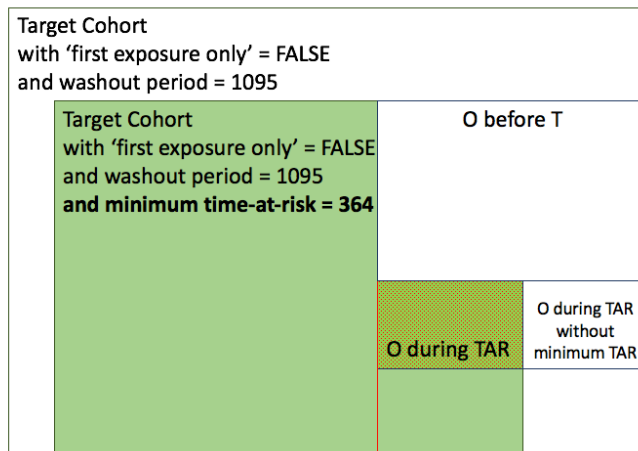 Target Cohort
with ‘first exposure only’ = FALSE
and washout period = 1095
Target Cohort
with ‘first exposure only’ = FALSE
and washout period = 1095
and minimum time-at-risk = 364
O before T
O during TAR
O during TAR
without
minimum TAR